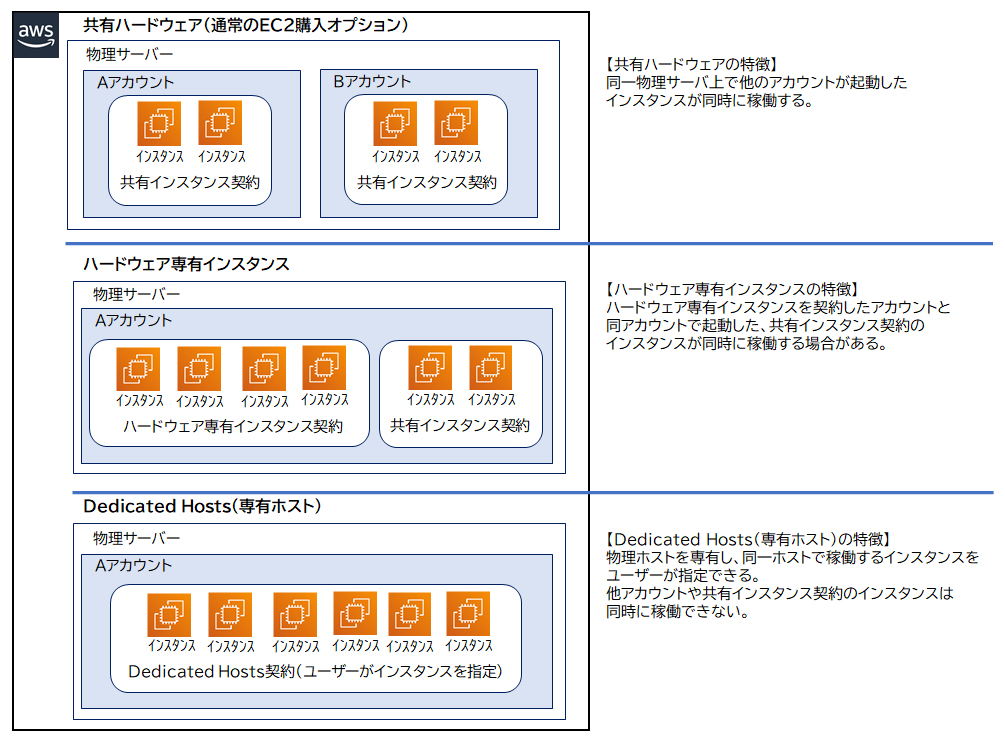 aws
共有ハードウェア(通常のEC2購入オプション)
物理サーバー
Aアカウント
インスタンス インスタンス
共有インスタンス契約
Bアカウント
インスタンス インスタンス
共有インスタンス契約
【共有ハードウェアの特徴】
同一物理サーバ上で他のアカウントが起動した
インスタンスが同時に稼働する。
ハードウェア専有インスタンス
物理サーバー
Aアカウント
インスタンス インスタンス インスタンス インスタンス
ハードウェア専有インスタンス契約
インスタンス インスタンス
共有インスタンス契約
【ハードウェア専有インスタンスの特徴】
ハードウェア専有インスタンスを契約したアカウントと
同アカウントで起動した、共有インスタンス契約の
インスタンスが同時に稼働する場合がある。
Dedicated Hosts(専有ホスト)
物理サーバー
Aアカウント
インスタンス インスタンス インスタンス インスタンス インスタンス インスタンス
Dedicated Hosts契約(ユーザーがインスタンスを指定)
【Dedicated Hosts(専有ホスト)の特徴】
物理ホストを専有し、同一ホストで稼働するインスタンスを
ユーザーが指定できる。
他アカウントや共有インスタンス契約のインスタンスは
同時に稼働できない。